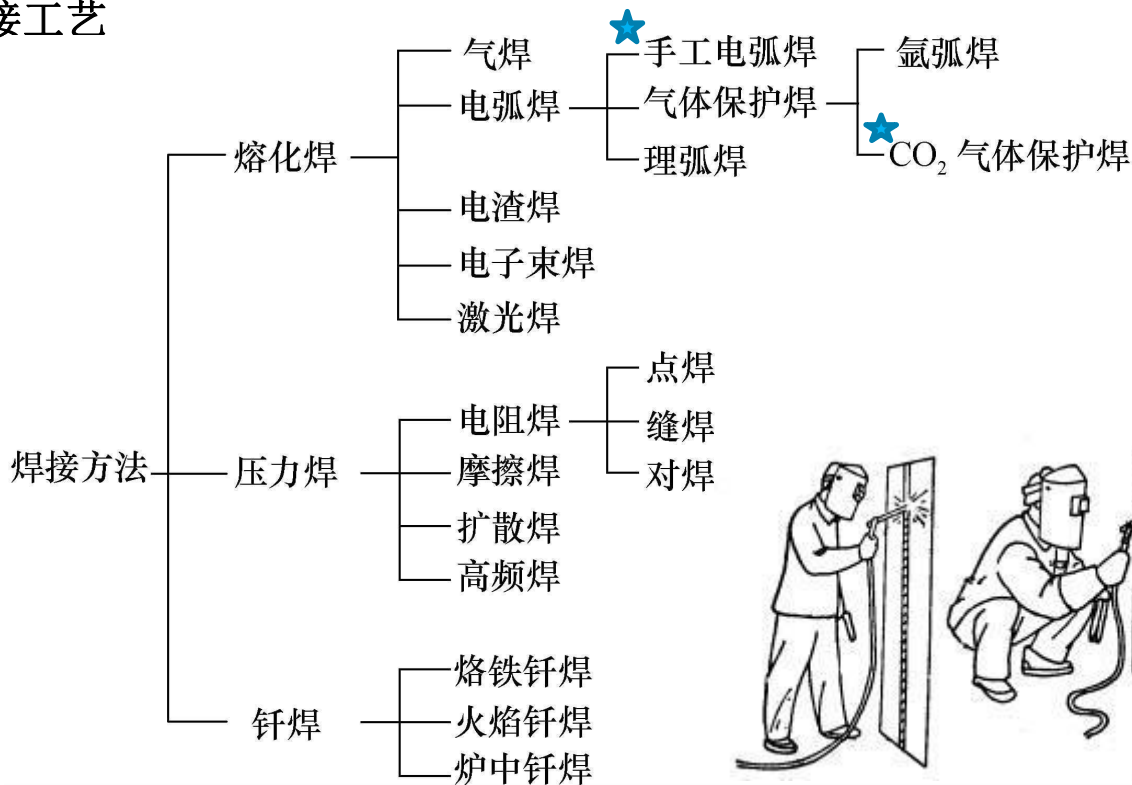 接工艺
气焊
手工电弧焊
氩弧焊
电弧焊
气体保护焊
熔化焊
理弧焊
CO₂ 气体保护焊
电渣焊
电子束焊
激光焊
点焊
电阻焊
缝焊
焊接方法
压力焊
摩擦焊
对焊
扩散焊
高频焊
烙铁钎焊
钎焊
火焰钎焊
炉中钎焊